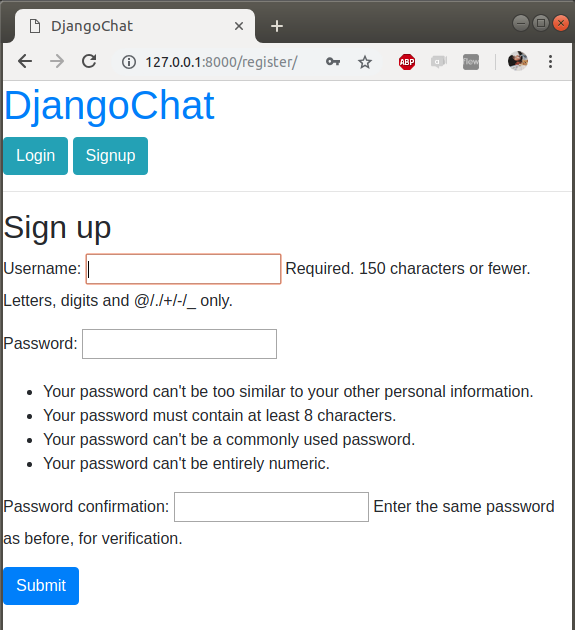 DjangoChat
127.0.0.1:8000/register/
ABP
flow
DjangoChat
Login Signup
Sign up
Username: Required. 150 characters or fewer.
Letters, digits and @/./+/-/_ only.
Password:
Your password can't be too similar to your other personal information.
Your password must contain at least 8 characters.
Your password can't be a commonly used password.
Your password can't be entirely numeric.
Password confirmation: Enter the same password
as before, for verification.
Submit